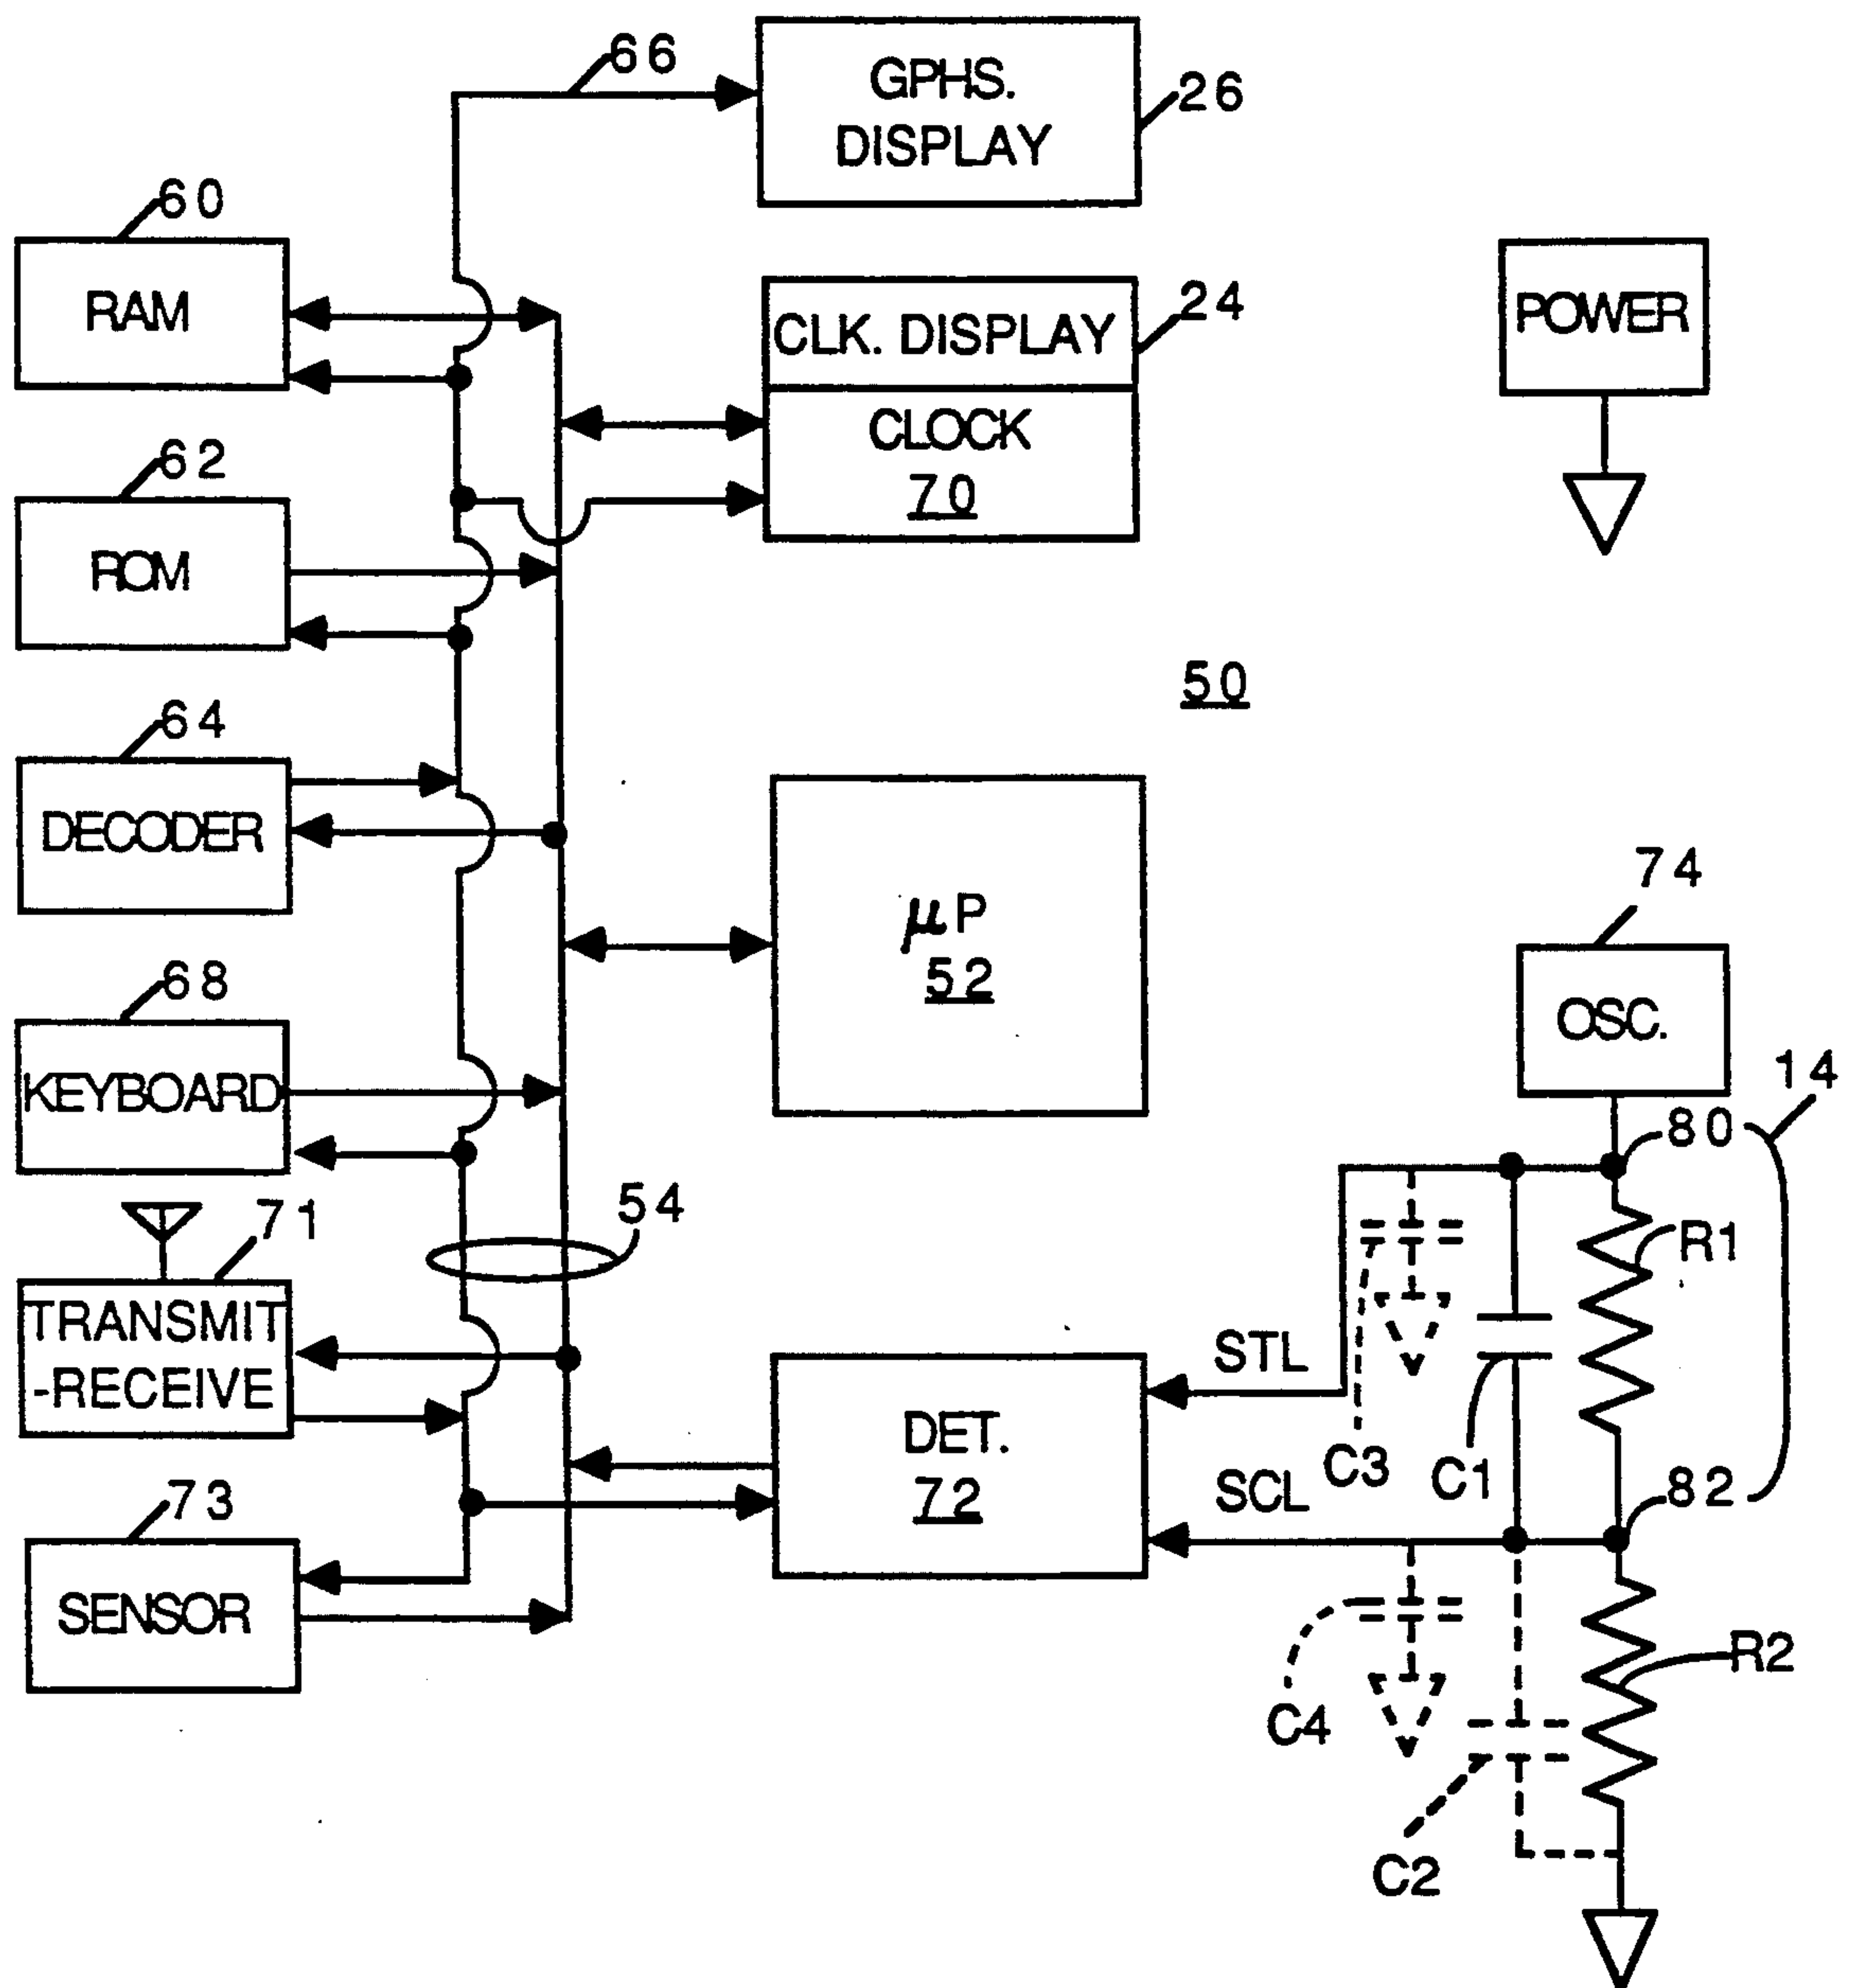 66
GPHS.
DISPLAY
26
60
RAM
24
CLK. DISPLAY
CLOCK
70
POWER
62
ROM
50
64
DECODER
μP
52
74
OSC.
68
KEYBOARD
14
80
71
54
R1
TRANSMIT
-RECEIVE
STL
DET.
72
C3
C1
SCL
82
73
SENSOR
R2
C4
C2